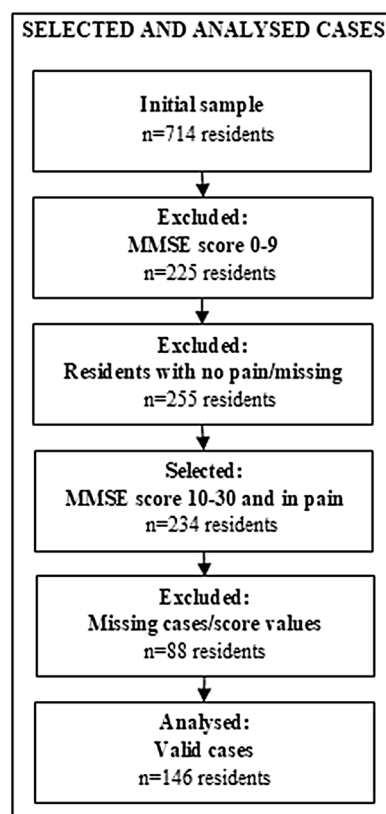 SELECTED AND ANALYSED CASES
Initial sample
n=714 residents
Excluded:
MMSE score 0-9
n=225 residents
Excluded:
Residents with no pain/missing
n=255 residents
Selected:
MMSE score 10-30 and in pain
n=234 residents
Excluded:
Missing cases/score values
n=88 residents
Analysed:
Valid cases
n=146 residents